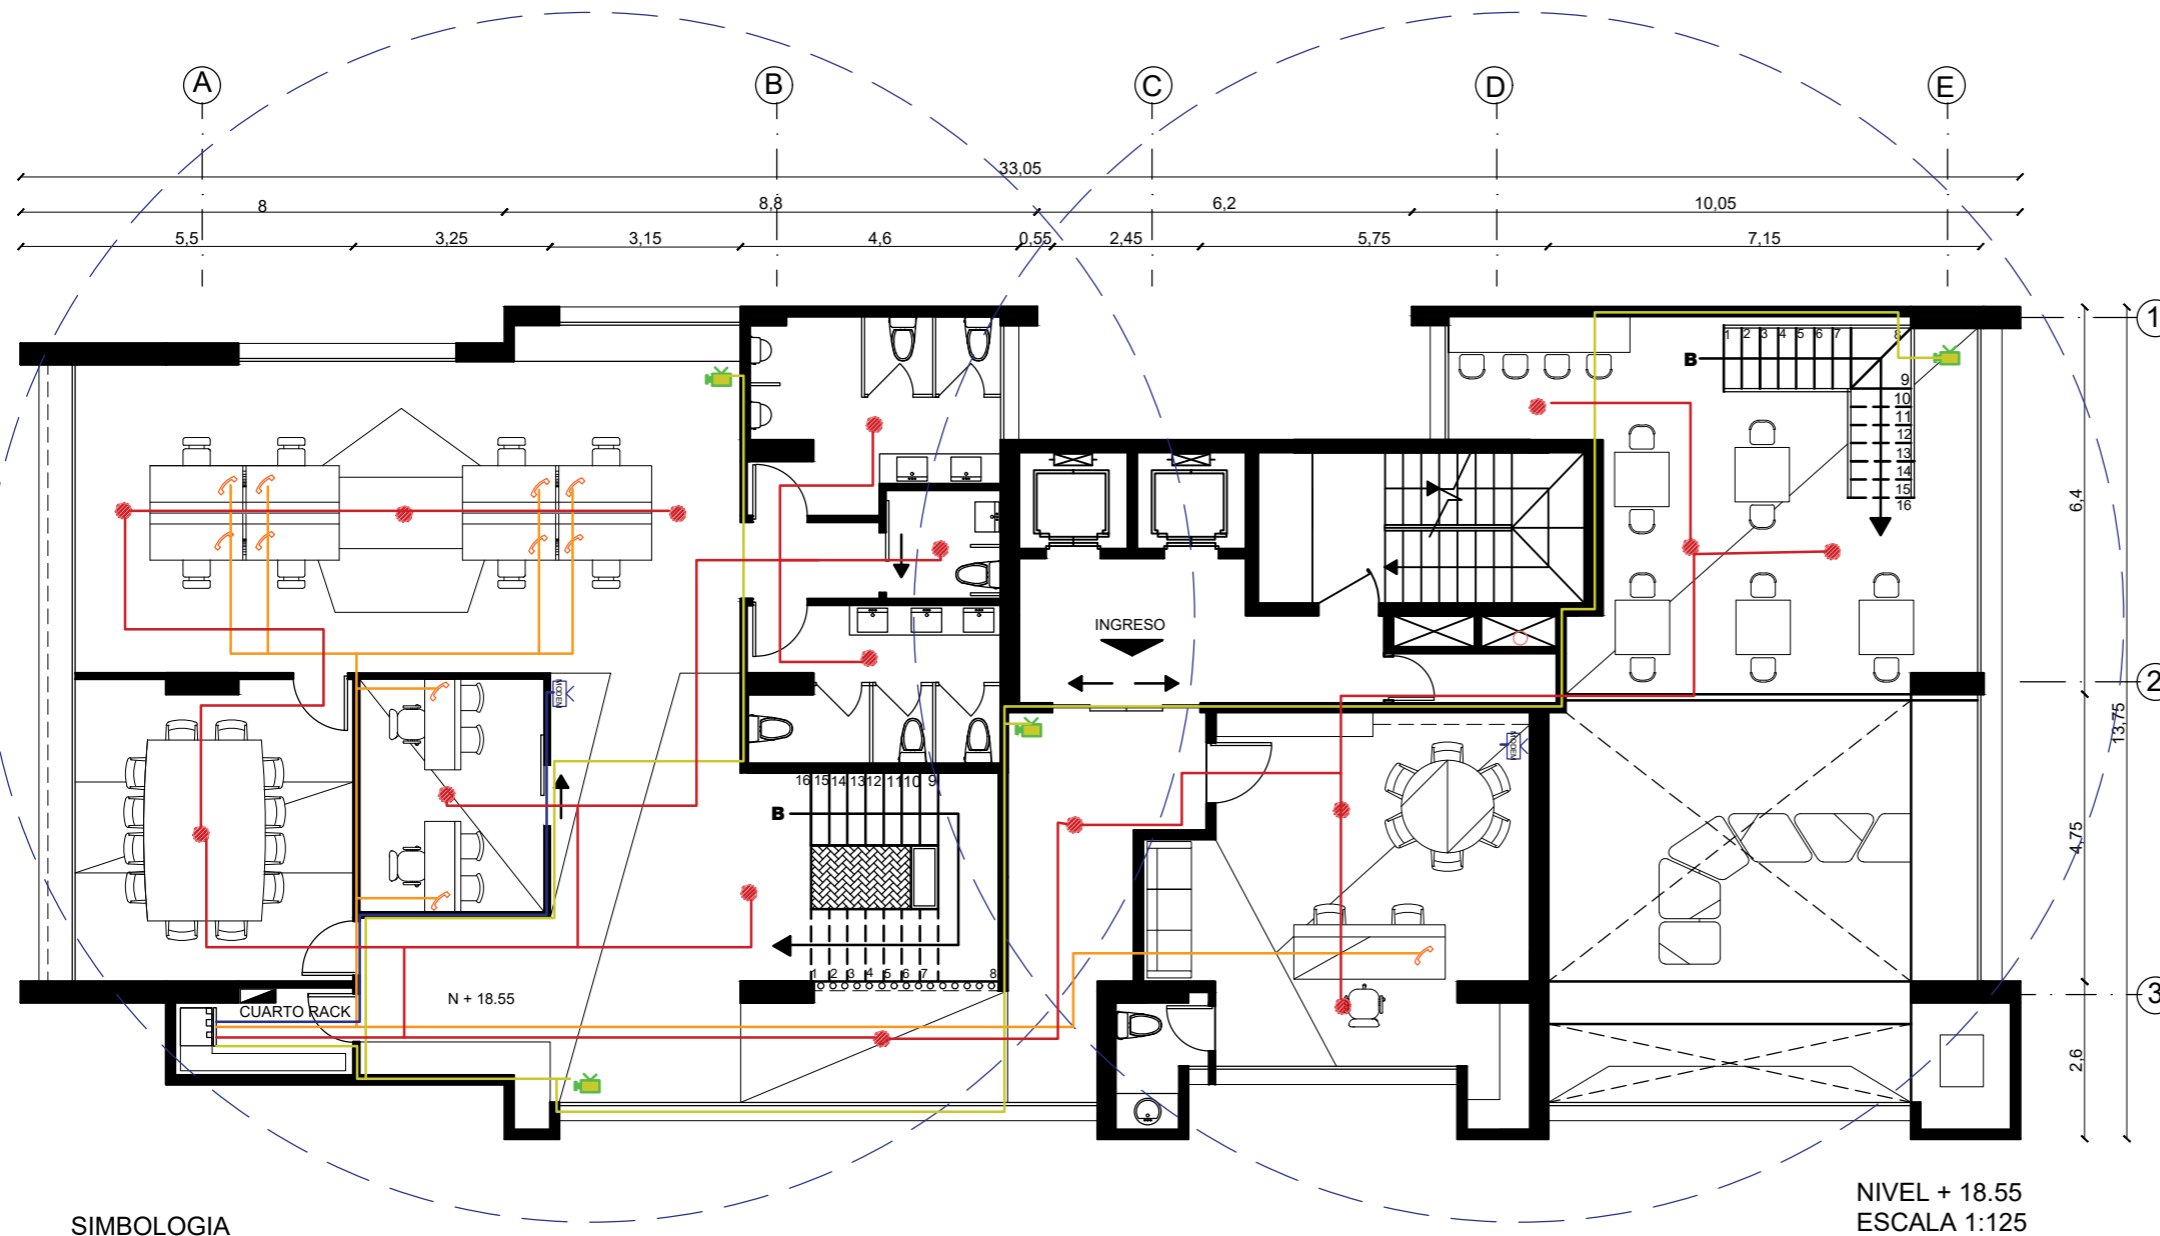 A B C D E
33,05
8 8,8 6,2 10,05
5,5 3,25 3,15 4,6 0,55 2,45 5,75 7,15
1
1 2 3 4 5 6 7 8
B
9
10
11
12
13
14
15
16
6,4
INGRESO
2
MODEN
13,75
MODEN
16 15 14 13 12 11 10 9
B
4,75
1 2 3 4 5 6 7 8
N + 18.55
CUARTO RACK
3
2,6
NIVEL + 18.55
ESCALA 1:125
SIMBOLOGIA